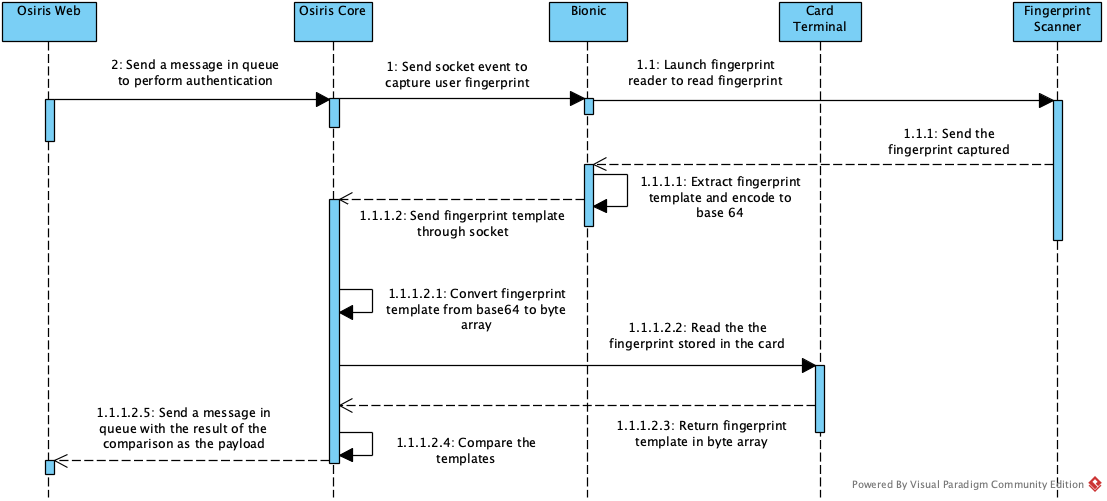 Osiris Web
Osiris Core
Bionic
Card
Terminal
Fingerprint
Scanner
2: Send a message in queue
to perform authentication
1: Send socket event to
capture user fingerprint
1.1: Launch fingerprint
reader to read fingerprint
1.1.1: Send the
fingerprint captured
1.1.1.1: Extract fingerprint
template and encode to
base 64
1.1.1.2: Send fingerprint template
through socket
1.1.1.2.1: Convert fingerprint
template from base64 to byte
array
1.1.1.2.2: Read the the
fingerprint stored in the card
1.1.1.2.5: Send a message in
queue with the result of the
comparison as the payload
1.1.1.2.3: Return fingerprint
template in byte array
1.1.1.2.4: Compare the
templates
Powered By Visual Paradigm Community Edition